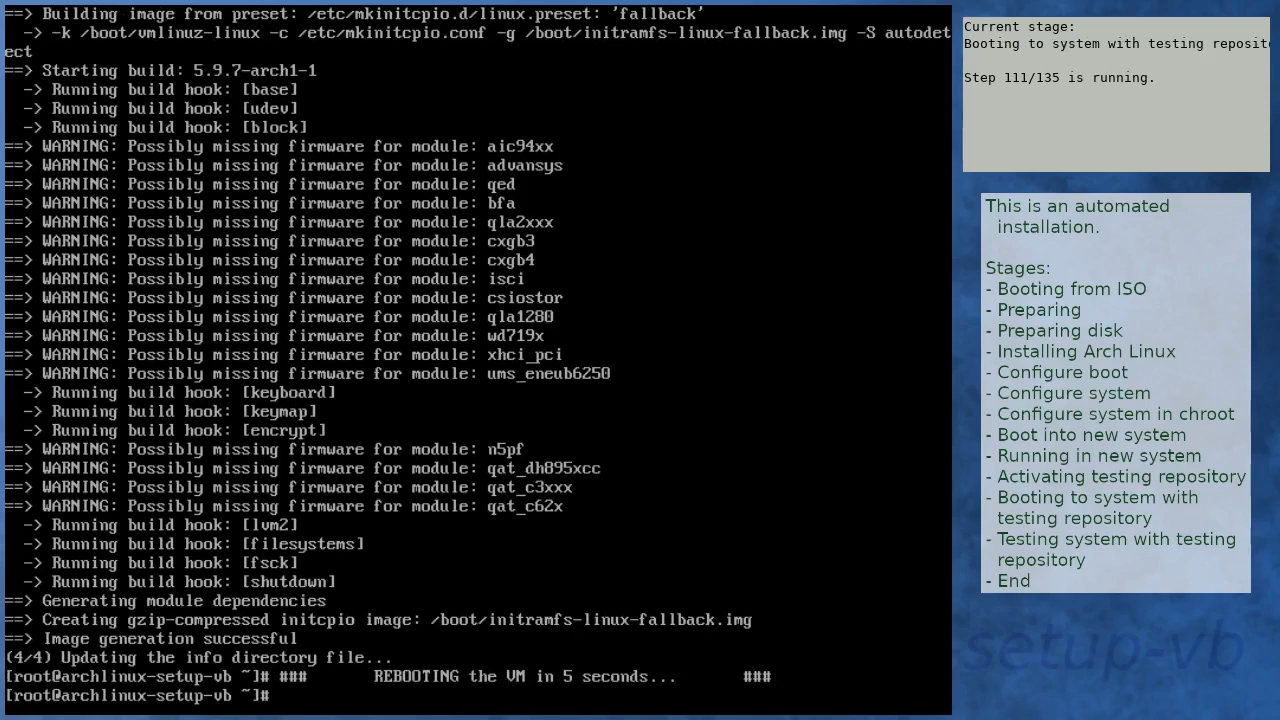 ==> Building image from preset: /etc/mkinitcpio.d/linux.preset: 'fallback'
  -> -k /boot/vmlinuz-linux -c /etc/mkinitcpio.conf -g /boot/initramfs-linux-fallback.img -S autodet
ect
==> Starting build: 5.9.7-arch1-1
  -> Running build hook: [base]
  -> Running build hook: [udev]
  -> Running build hook: [block]
==> WARNING: Possibly missing firmware for module: aic94xx
==> WARNING: Possibly missing firmware for module: advansys
==> WARNING: Possibly missing firmware for module: qed
==> WARNING: Possibly missing firmware for module: bfa
==> WARNING: Possibly missing firmware for module: qla2xxx
==> WARNING: Possibly missing firmware for module: cxgb3
==> WARNING: Possibly missing firmware for module: cxgb4
==> WARNING: Possibly missing firmware for module: isci
==> WARNING: Possibly missing firmware for module: csiostor
==> WARNING: Possibly missing firmware for module: qla1280
==> WARNING: Possibly missing firmware for module: wd719x
==> WARNING: Possibly missing firmware for module: xhci_pci
==> WARNING: Possibly missing firmware for module: ums_eneub6250
  -> Running build hook: [keyboard]
  -> Running build hook: [keymap]
  -> Running build hook: [encrypt]
==> WARNING: Possibly missing firmware for module: n5pf
==> WARNING: Possibly missing firmware for module: qat_dh895xcc
==> WARNING: Possibly missing firmware for module: qat_c3xxx
==> WARNING: Possibly missing firmware for module: qat_c62x
  -> Running build hook: [lvm2]
  -> Running build hook: [filesystems]
  -> Running build hook: [fsck]
  -> Running build hook: [shutdown]
==> Generating module dependencies
==> Creating gzip-compressed initcpio image: /boot/initramfs-linux-fallback.img
==> Image generation successful
(4/4) Updating the info directory file...
[root@archlinux-setup-vb ~]# ###       REBOOTING the VM in 5 seconds...       ###
[root@archlinux-setup-vb ~]#
Current stage:
Booting to system with testing reposito
Step 111/135 is running.
This is an automated
installation.
Stages:
- Booting from ISO
- Preparing
- Preparing disk
- Installing Arch Linux
- Configure boot
- Configure system
- Configure system in chroot
- Boot into new system
- Running in new system
- Activating testing repository
- Booting to system with
testing repository
- Testing system with testing
repository
- End
setup-vb